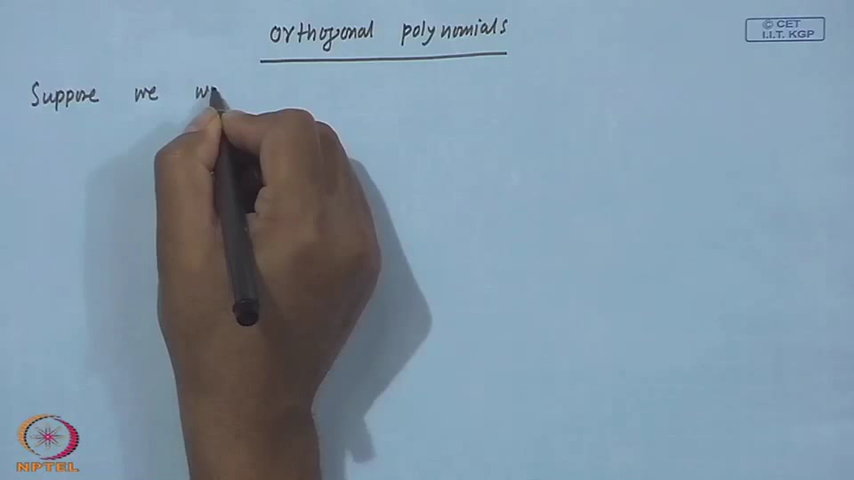 orthogonal polynomials
© CET
I.I.T. KGP
Suppose we
NPTEL